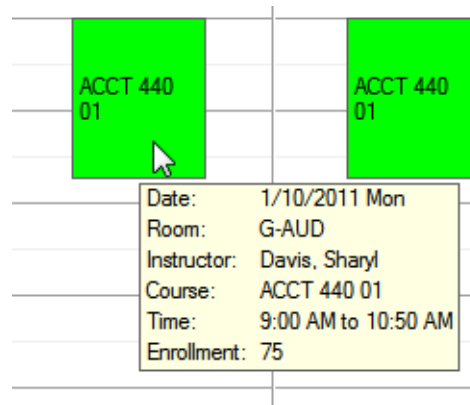 ACCT 440
01
ACCT 440
01
Date: 1/10/2011 Mon
Room: G-AUD
Instructor: Davis, Sharyl
Course: ACCT 440 01
Time: 9:00 AM to 10:50 AM
Enrollment: 75